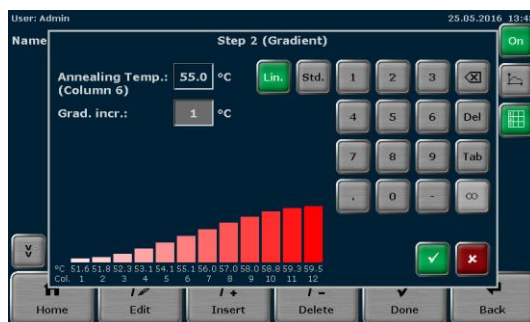 User: Admin 25.05.2016 13:4
Name Step 2 (Gradient) On
Annealing Temp.: 55.0 °C Lin. Std. 1 2 3
(Column 6)
Grad. incr.: 1 °C 4 5 6 Del
7 8 9 Tab
. 0 - ∞
°C 51.6 51.8 52.3 53.1 54.1 55.1 56.0 57.0 58.0 58.8 59.3 59.5
Col. 1 2 3 4 5 6 7 8 9 10 11 12
Home Edit Insert Delete Done Back